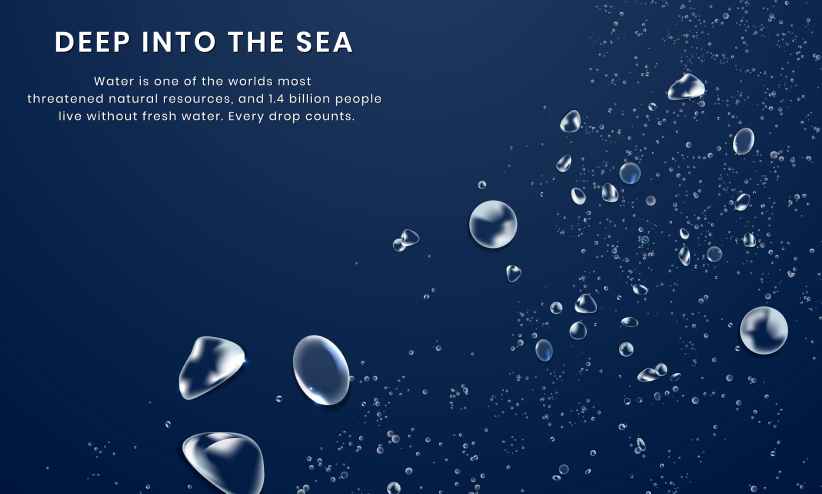 DEEP INTO THE SEA
Water is one of the worlds most
threatened natural resources, and 1.4 billion people
live without fresh water. Every drop counts.